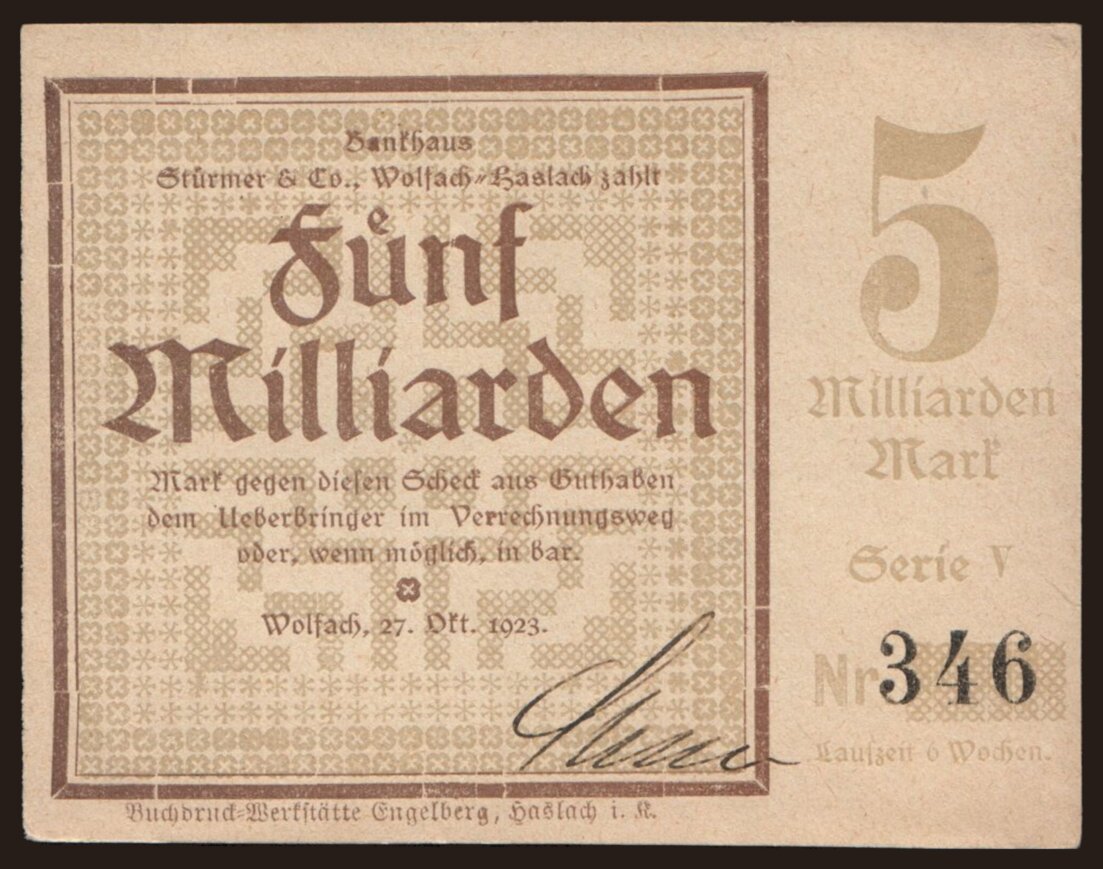 Bankhaus
Stürmer & Co., Wolfach-Haslach zahlt
Fünf
Milliarden
Mark gegen diesen Scheck aus Guthaben
dem Ueberbringer im Verrechnungsweg
oder, wenn möglich, in bar.
Wolfach, 27. Okt. 1923.
Buchdruck-Werkstätte Engelberg, Haslach i. K.
5
Milliarden
Mark
Serie V
Nr 346
Laufzeit 6 Wochen.